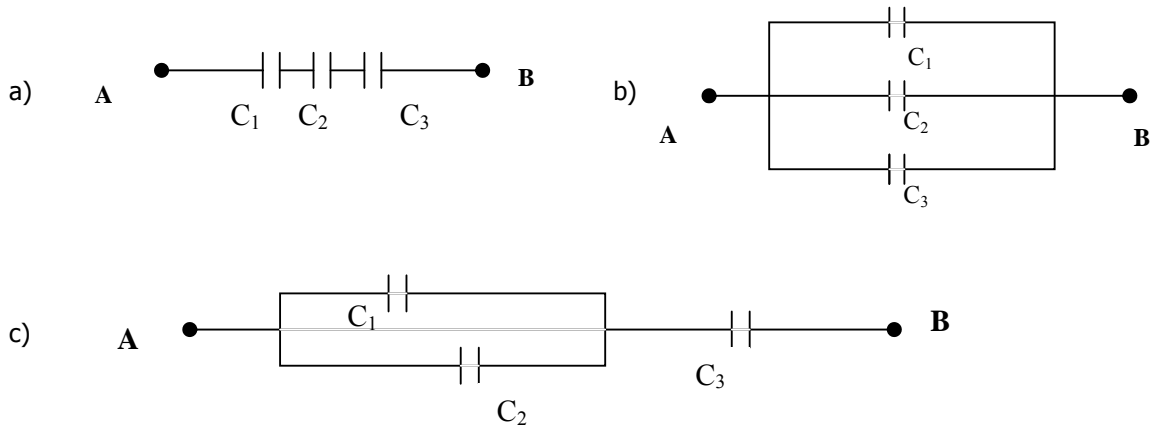 a) A C₁ C₂ C₃ B
b) A C₁ C₂ C₃ B
c) A C₁ C₂ C₃ B